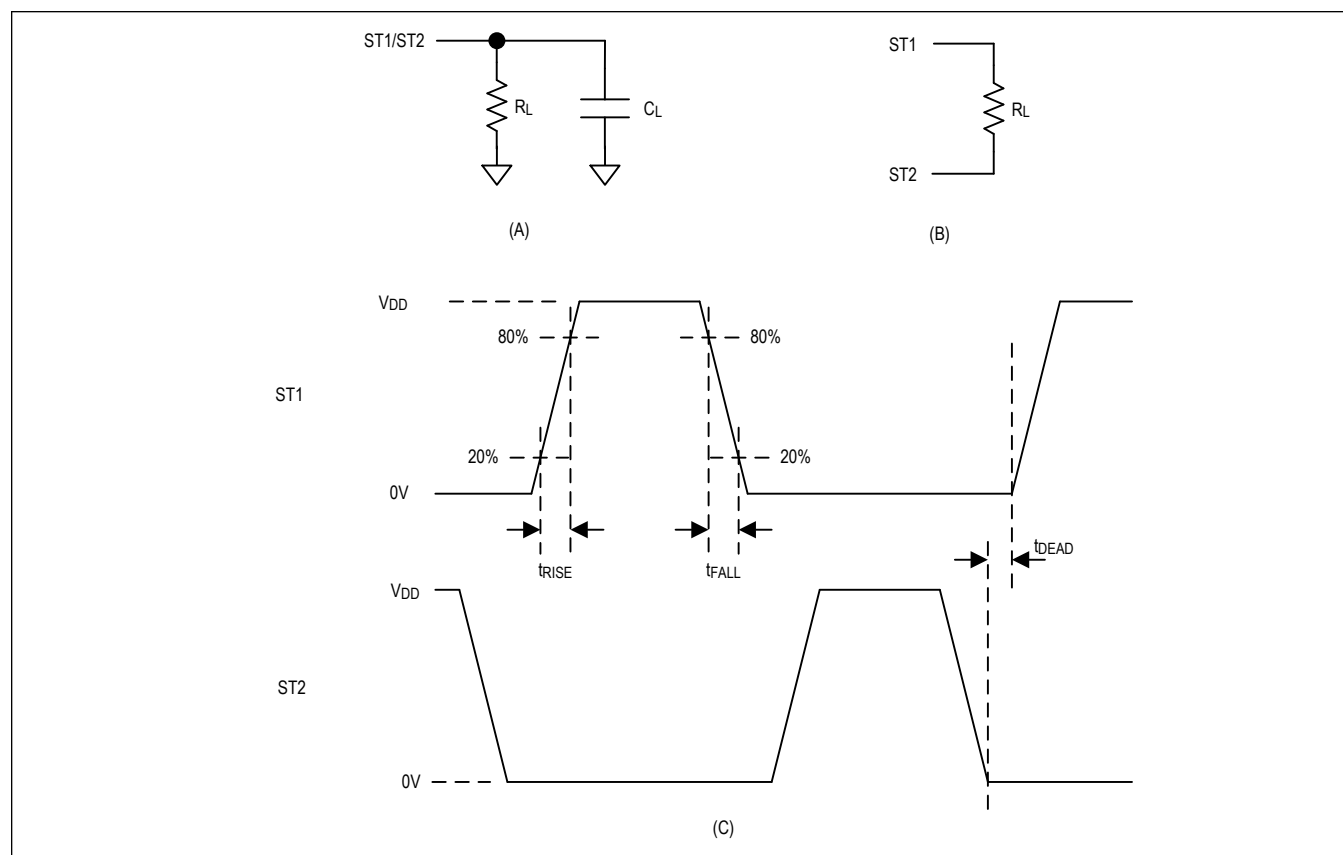 ST1/ST2
RL
CL
(A)
ST1
RL
ST2
(B)
VDD
80%
80%
ST1
20%
20%
0V
tRISE
tFALL
tDEAD
VDD
ST2
0V
(C)